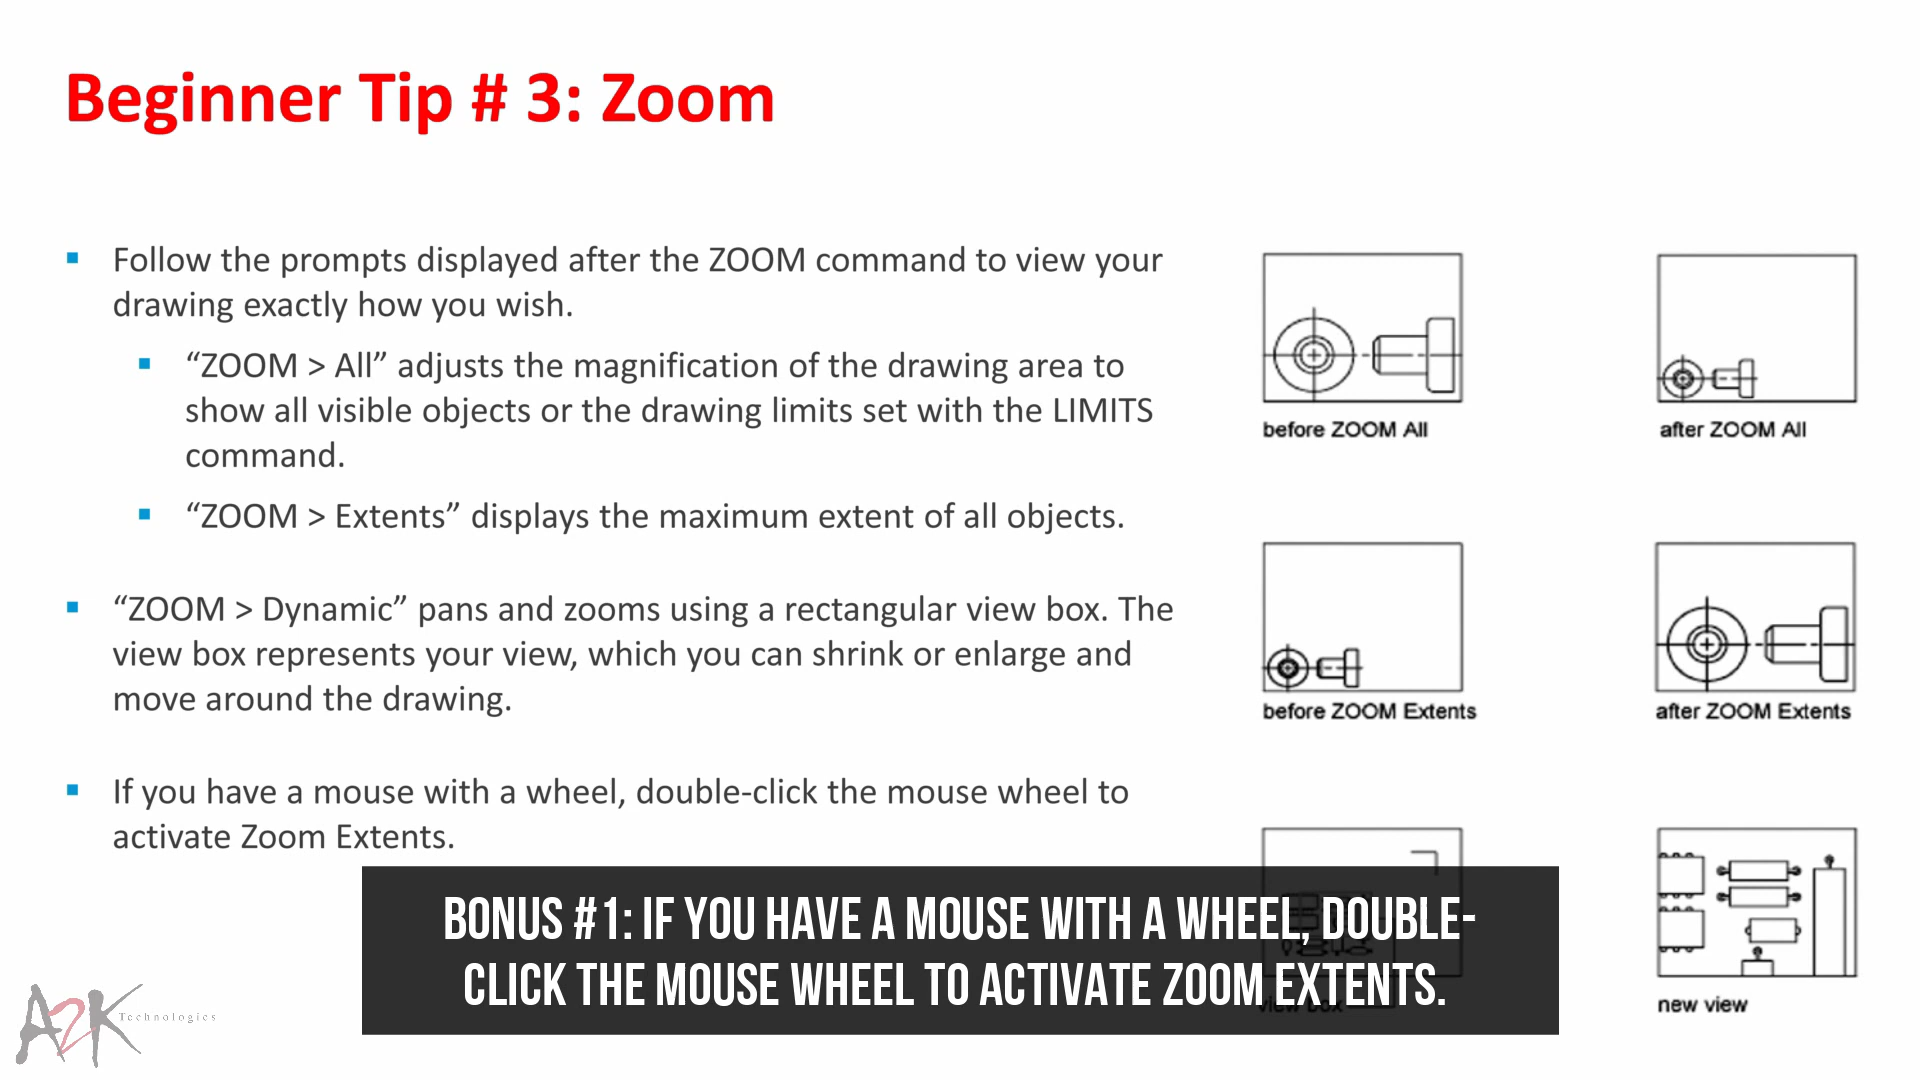 Beginner Tip # 3: Zoom
Follow the prompts displayed after the ZOOM command to view your
drawing exactly how you wish.
“ZOOM > All” adjusts the magnification of the drawing area to
show all visible objects or the drawing limits set with the LIMITS
command.
“ZOOM > Extents” displays the maximum extent of all objects.
“ZOOM > Dynamic” pans and zooms using a rectangular view box. The
view box represents your view, which you can shrink or enlarge and
move around the drawing.
If you have a mouse with a wheel, double-click the mouse wheel to
activate Zoom Extents.
before ZOOM All
after ZOOM All
before ZOOM Extents
after ZOOM Extents
view box
new view
BONUS #1: IF YOU HAVE A MOUSE WITH A WHEEL, DOUBLE-
CLICK THE MOUSE WHEEL TO ACTIVATE ZOOM EXTENTS.
A2K Technologies